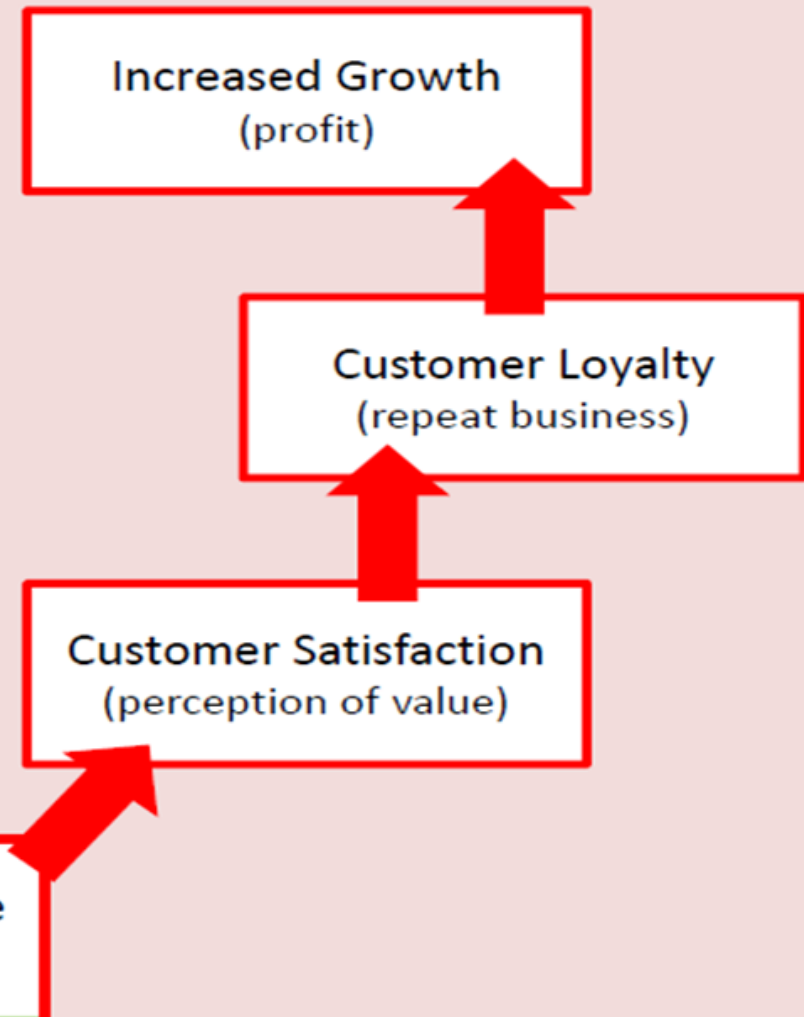 Increased Growth
(profit)
Customer Loyalty
(repeat business)
Customer Satisfaction
(perception of value)